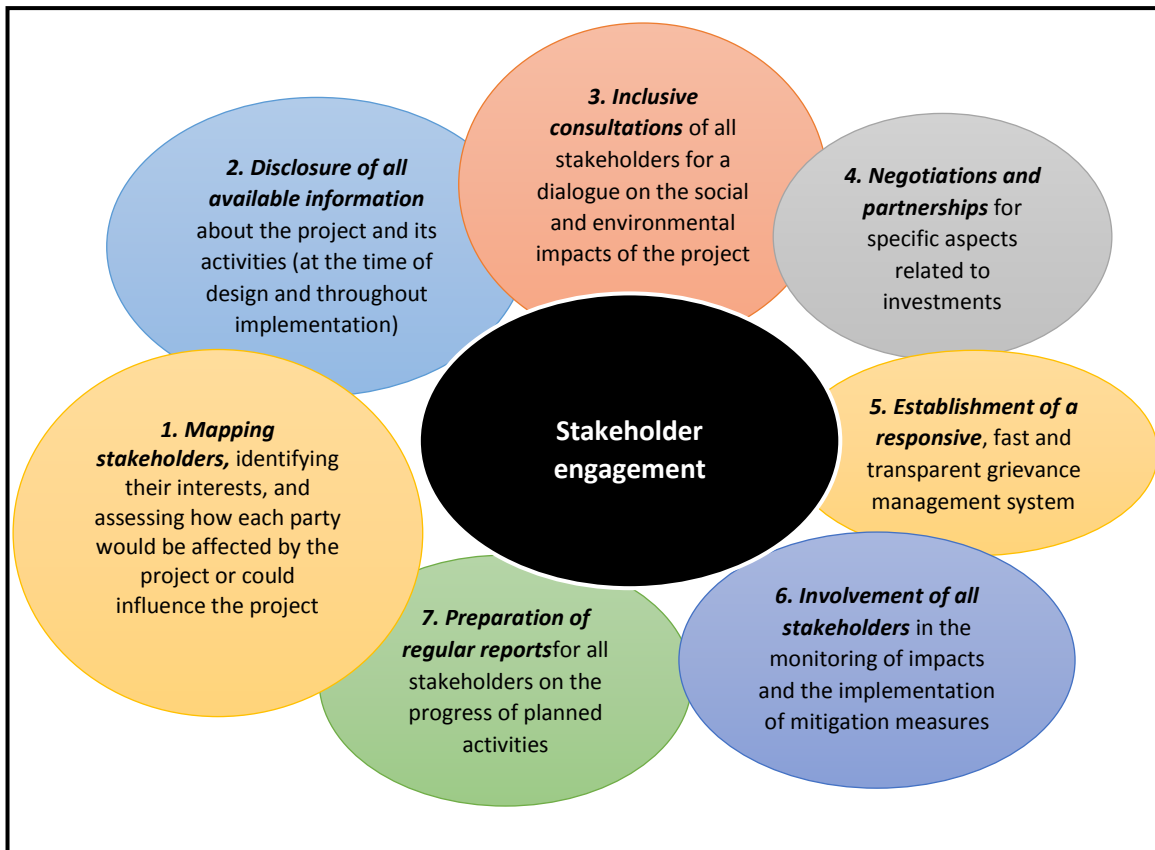 1. Mapping
stakeholders, identifying
their interests, and
assessing how each party
would be affected by the
project or could
influence the project
2. Disclosure of all
available information
about the project and its
activities (at the time of
design and throughout
implementation)
3. Inclusive
consultations of all
stakeholders for a
dialogue on the social
and environmental
impacts of the project
4. Negotiations and
partnerships for
specific aspects
related to
investments
5. Establishment of a
responsive, fast and
transparent grievance
management system
6. Involvement of all
stakeholders in the
monitoring of impacts
and the implementation
of mitigation measures
7. Preparation of
regular reportsfor all
stakeholders on the
progress of planned
activities
Stakeholder
engagement